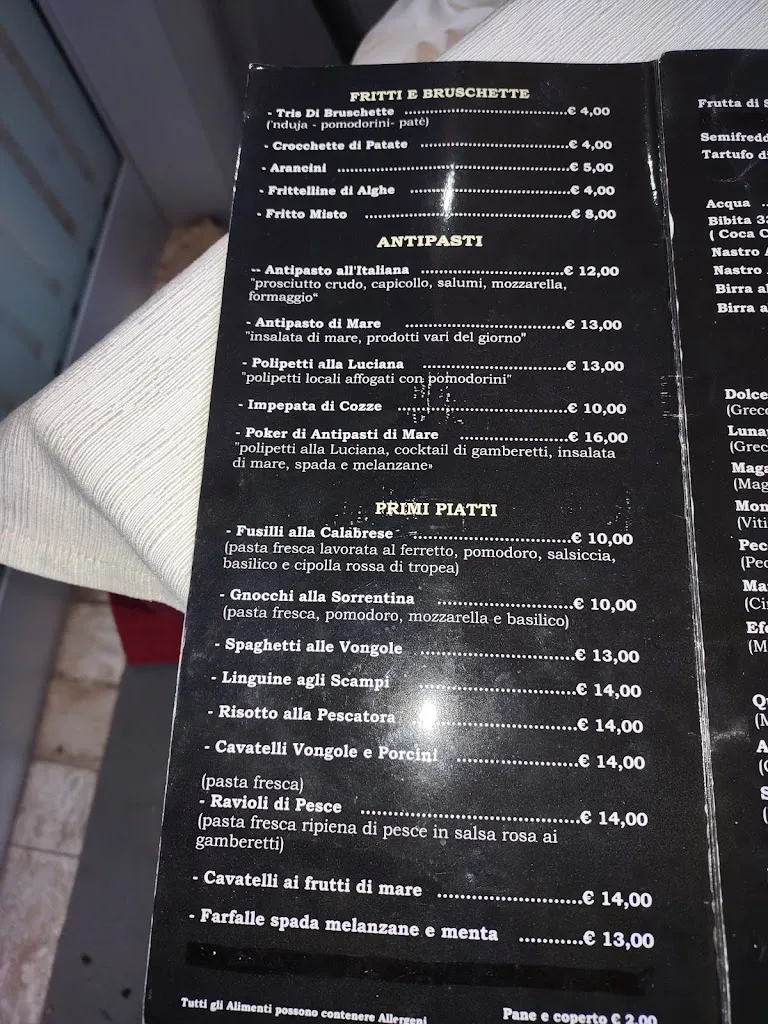 FRITTI E BRUSCHETTE
- Tris Di Bruschette ..............................€ 4,00
('nduja - pomodorini- patè)
- Crocchette di Patate ..........................€ 4,00
- Arancini ..........................................€ 5,00
- Frittelline di Alghe ............................€ 4,00
- Fritto Misto ......................................€ 8,00
ANTIPASTI
-- Antipasto all'Italiana ........................€ 12,00
"prosciutto crudo, capicollo, salumi, mozzarella,
formaggio"
- Antipasto di Mare ............................€ 13,00
"insalata di mare, prodotti vari del giorno"
- Polipetti alla Luciana ........................€ 13,00
"polipetti locali affogati con pomodorini"
- Impepata di Cozze ............................€ 10,00
- Poker di Antipasti di Mare ..................€ 16,00
"polipetti alla Luciana, cocktail di gamberetti, insalata
di mare, spada e melanzane"
PRIMI PIATTI
- Fusilli alla Calabrese ........................€ 10,00
(pasta fresca lavorata al ferretto, pomodoro, salsiccia,
basilico e cipolla rossa di tropea)
- Gnocchi alla Sorrentina ......................€ 10,00
(pasta fresca, pomodoro, mozzarella e basilico)
- Spaghetti alle Vongole ........................€ 13,00
- Linguine agli Scampi ..........................€ 14,00
- Risotto alla Pescatora ........................€ 14,00
- Cavatelli Vongole e Porcini ..................€ 14,00
(pasta fresca)
- Ravioli di Pesce ................................€ 14,00
(pasta fresca ripiena di pesce in salsa rosa ai
gamberetti)
- Cavatelli ai frutti di mare ....................€ 14,00
- Farfalle spada melanzane e menta ...........€ 13,00
Tutti gli Alimenti possono contenere Allergeni
Pane e coperto € 2,00
Frutta di
Semifredd
Tartufo di
Acqua
Bibita 33
( Coca C
Nastro
Nastro
Birra al
Birra a
Dolce
(Greco
Luna
(Grec
Maga
(Mag
Mon
(Viti
Pec
(Pec
Ma
(Ci
Efe
(M
Q
(M
A
(
S
(